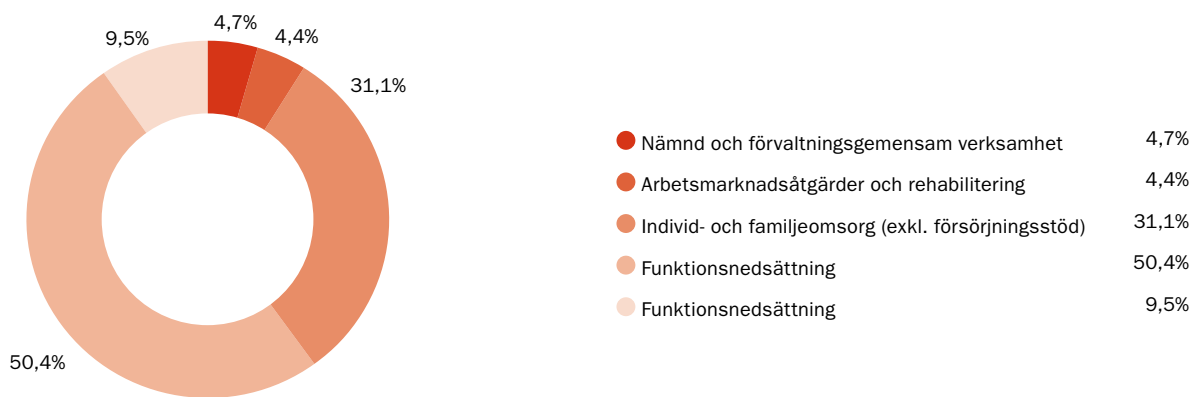 4,7%
4,4%
9,5%
31,1%
50,4%
Nämnd och förvaltningsgemensam verksamhet 4,7%
Arbetsmarknadsåtgärder och rehabilitering 4,4%
Individ- och familjeomsorg (exkl. försörjningsstöd) 31,1%
Funktionsnedsättning 50,4%
Funktionsnedsättning 9,5%